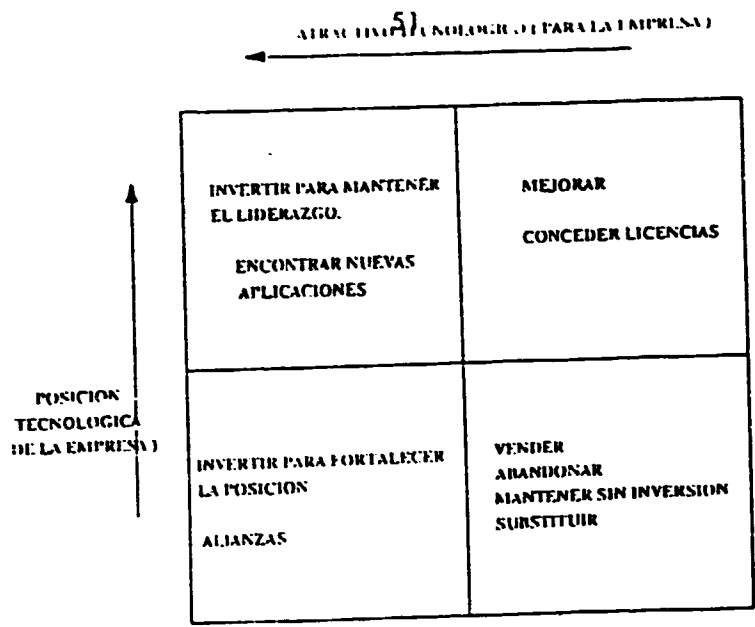 51
ATRACTIVO TECNOLOGICO ( PARA LA EMPRESA )
INVERTIR PARA MANTENER
EL LIDERAZGO.
ENCONTRAR NUEVAS
APLICACIONES
MEJORAR
CONCEDER LICENCIAS
POSICION
TECNOLOGICA
DE LA EMPRESA )
INVERTIR PARA FORTALECER
LA POSICION
ALIANZAS
VENDER
ABANDONAR
MANTENER SIN INVERSION
SUBSTITUIR